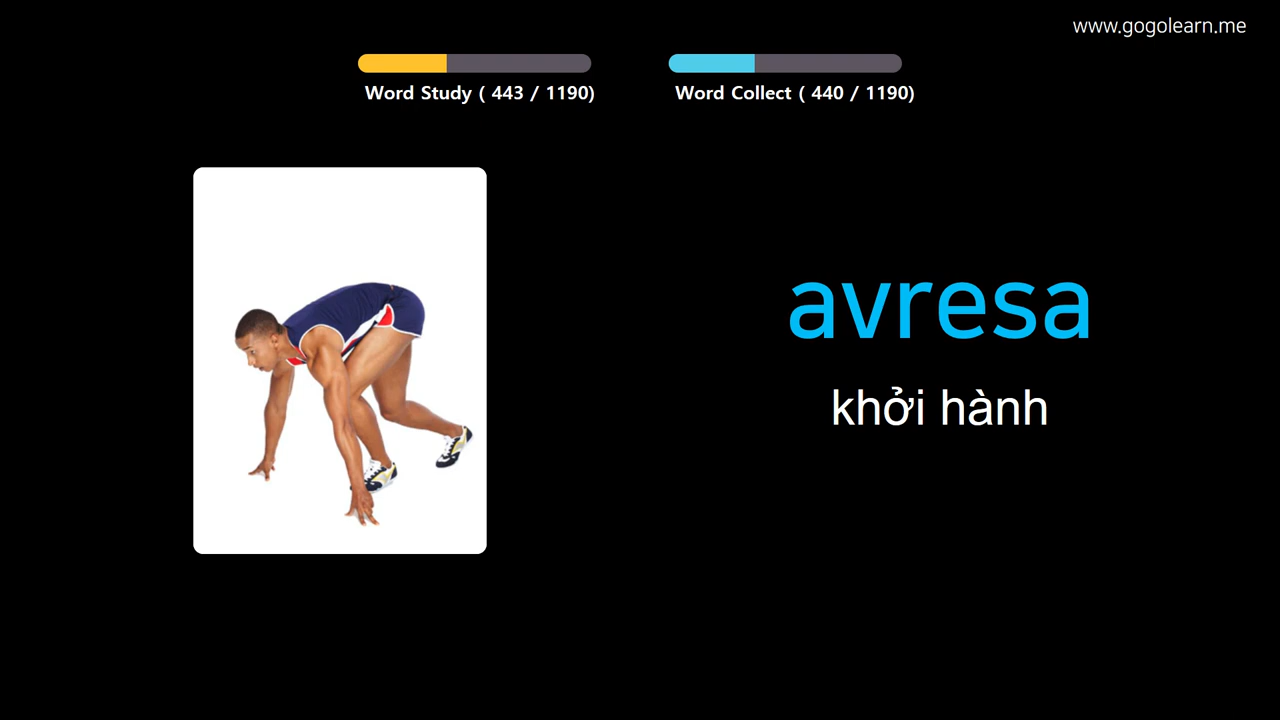 www.gogolearn.me
Word Study ( 443 / 1190)
Word Collect ( 440 / 1190)
avresa
khởi hành